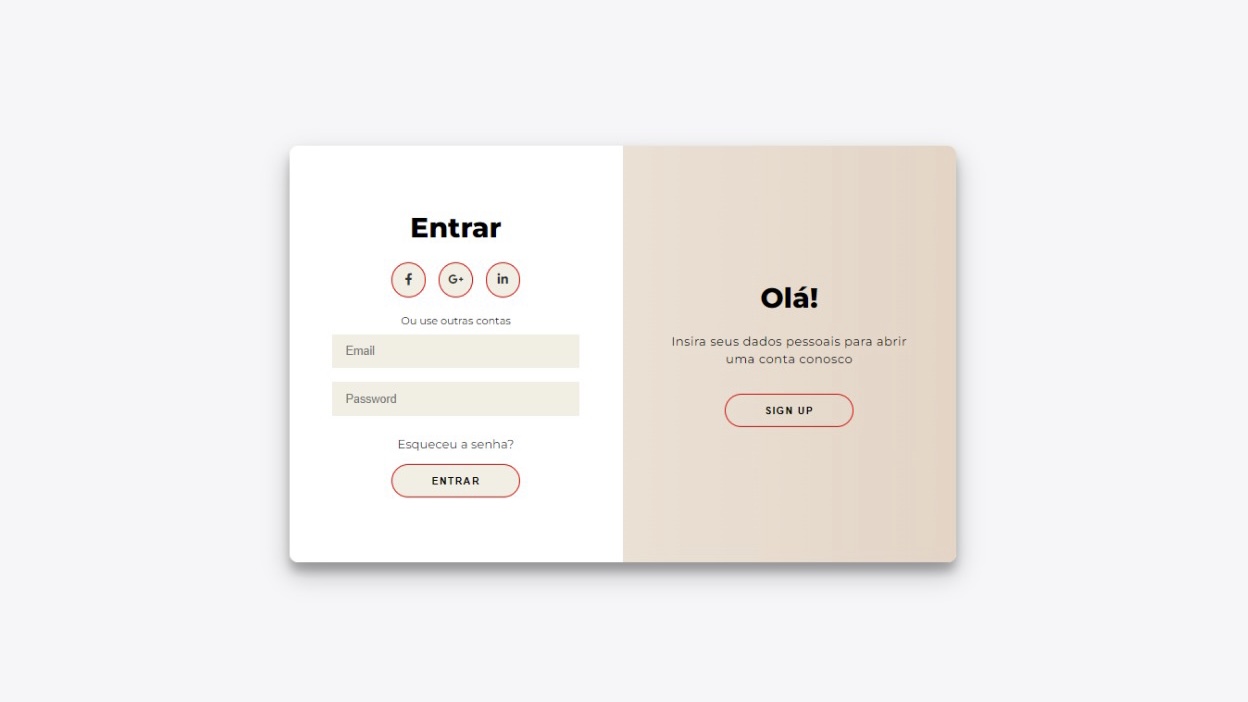 Entrar
f G+ in
Ou use outras contas
Email
Password
Esqueceu a senha?
ENTRAR
Olá!
Insira seus dados pessoais para abrir
uma conta conosco
SIGN UP